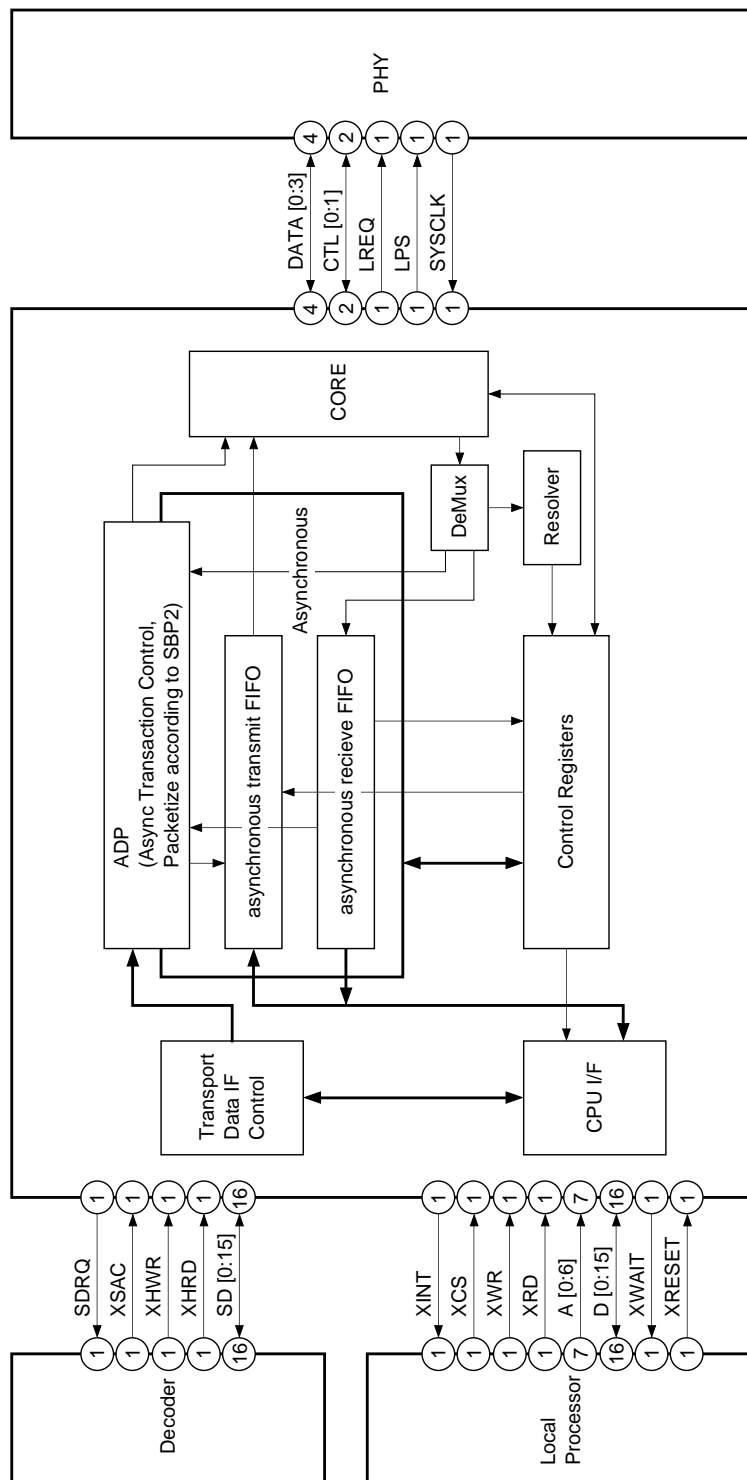 Decoder
1
1
1
1
16
SDRQ
XSAC
XHWR
XHRD
SD [0:15]
1
1
1
1
16
Local
Processor
1
1
1
1
7
16
1
1
XINT
XCS
XWR
XRD
A [0:6]
D [0:15]
XWAIT
XRESET
1
1
1
1
7
16
1
1
Transport
Data IF
Control
CPU I/F
ADP
(Async Transaction Control,
Packetize according to SBP2)
asynchronous transmit FIFO
asynchronous recieve FIFO
Control Registers
Asynchronous
DeMux
Resolver
CORE
4
2
1
1
1
DATA [0:3]
CTL [0:1]
LREQ
LPS
SYSCLK
4
2
1
1
1
PHY